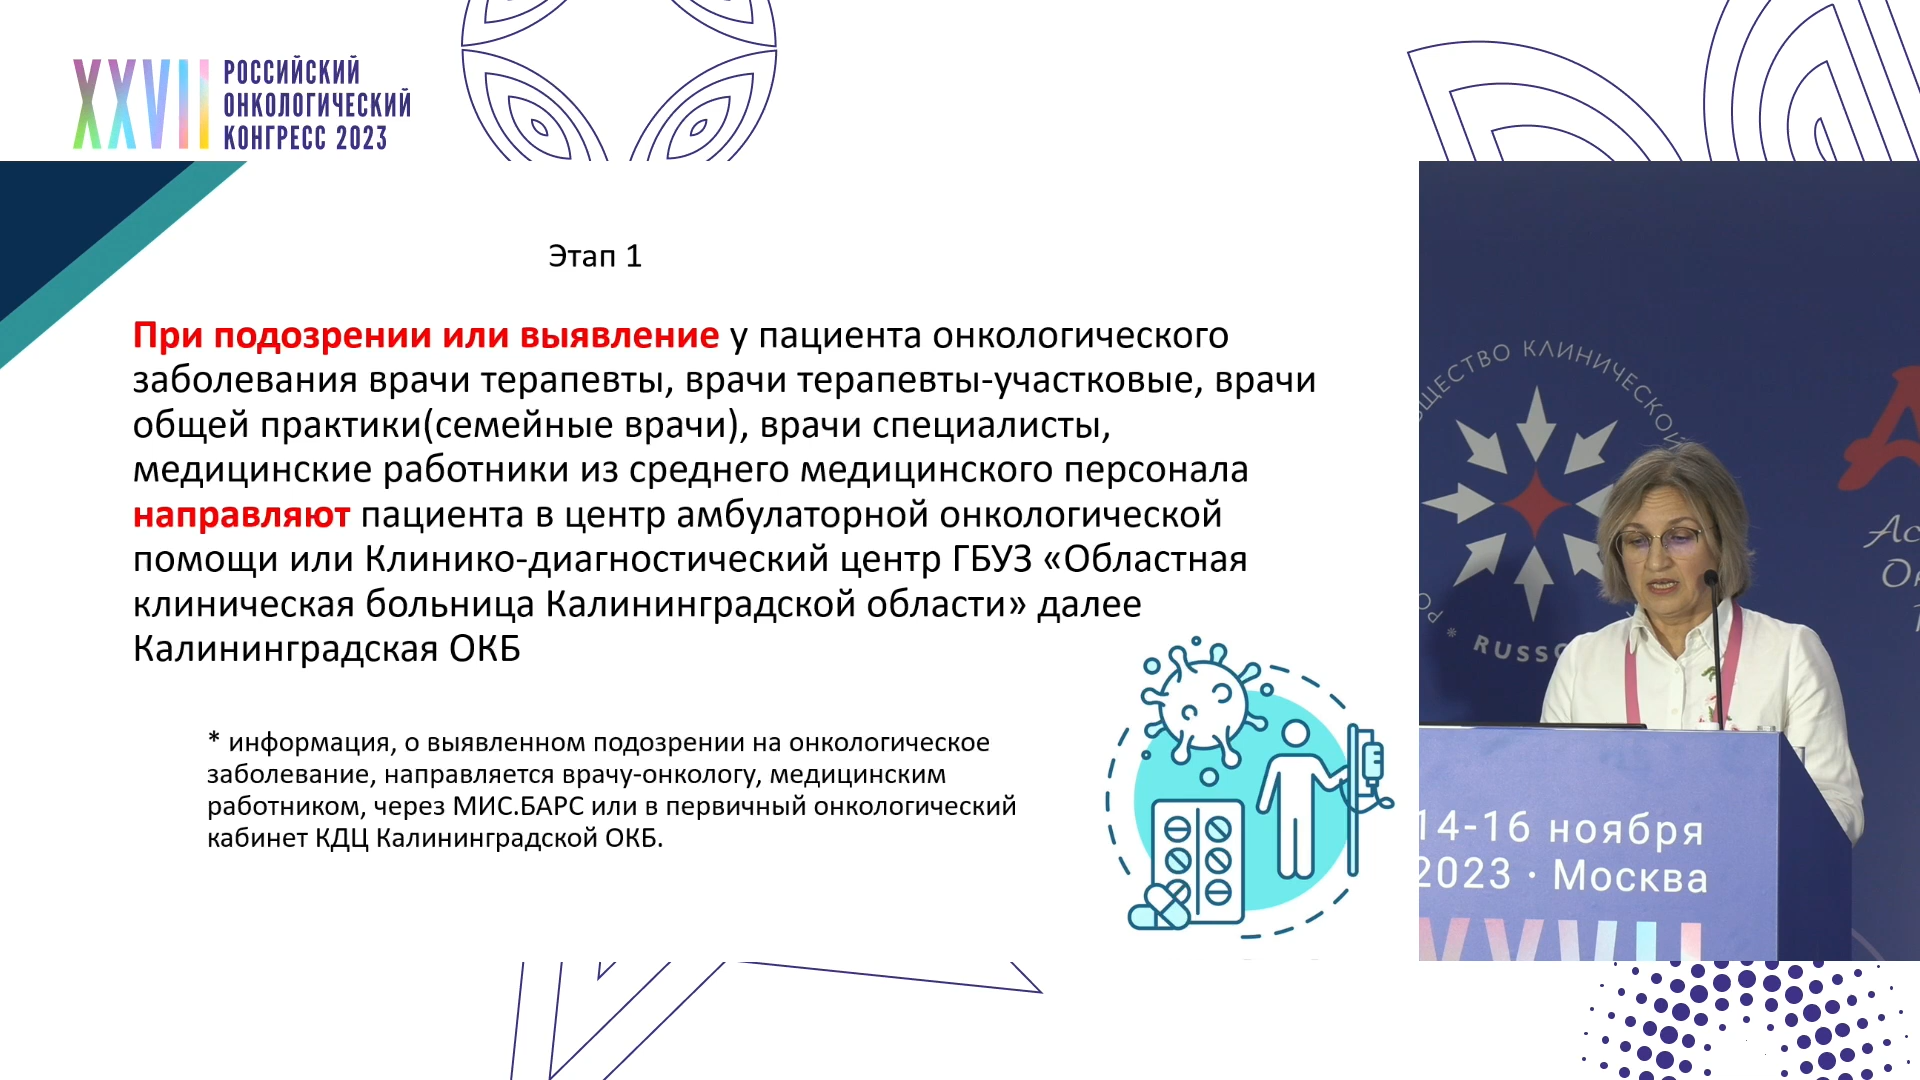 XXVII
РОССИЙСКИЙ
ОНКОЛОГИЧЕСКИЙ
КОНГРЕСС 2023
Этап 1
При подозрении или выявление у пациента онкологического
заболевания врачи терапевты, врачи терапевты-участковые, врачи
общей практики(семейные врачи), врачи специалисты,
медицинские работники из среднего медицинского персонала
направляют пациента в центр амбулаторной онкологической
помощи или Клинико-диагностический центр ГБУЗ «Областная
клиническая больница Калининградской области» далее
Калининградская ОКБ
* информация, о выявленном подозрении на онкологическое
заболевание, направляется врачу-онкологу, медицинским
работником, через МИС.БАРС или в первичный онкологический
кабинет КДЦ Калининградской ОКБ.
ЩЕСТВО КЛИНИЧЕСКОЙ
* RUSSC
14-16 ноября
2023 · Москва
XXVII